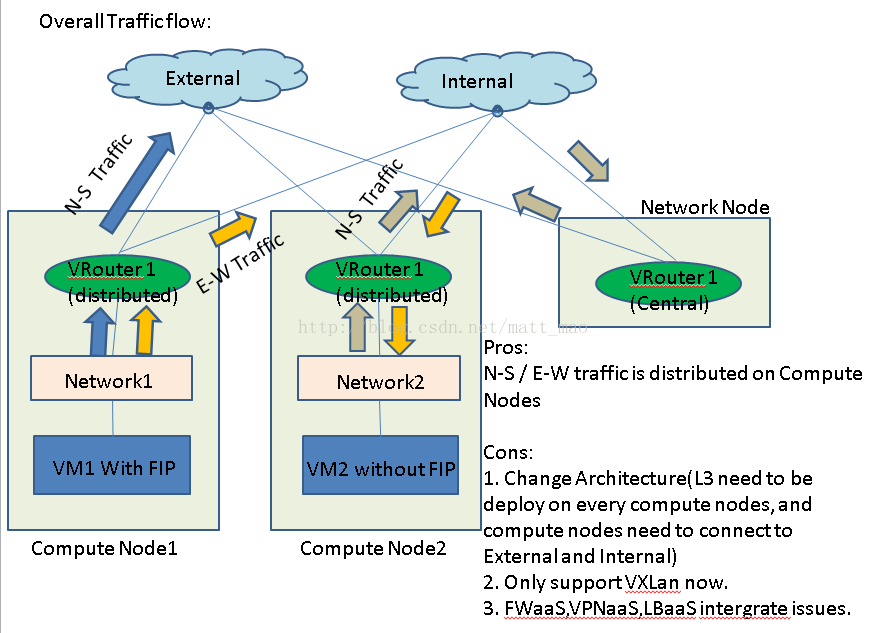 Overall Traffic flow:
External
Internal
N-S Traffic
N-S Traffic
E-W Traffic
Network Node
VRouter 1
(distributed)
VRouter 1
(distributed)
VRouter 1
(Central)
http://blog.csdn.net/matt_mao
Network1
Network2
VM1 With FIP
VM2 without FIP
Compute Node1
Compute Node2
Pros:
N-S / E-W traffic is distributed on Compute
Nodes
Cons:
1. Change Architecture(L3 need to be
deploy on every compute nodes, and
compute nodes need to connect to
External and Internal)
2. Only support VXLan now.
3. FWaaS,VPNaaS,LBaaS intergrate issues.